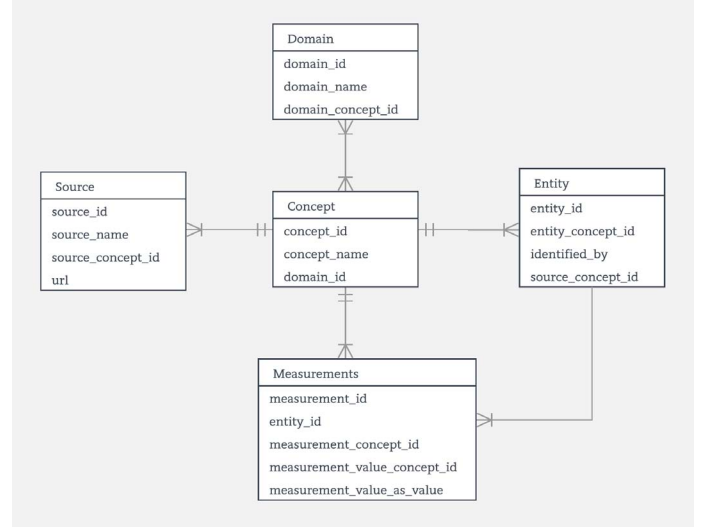 Domain
domain_id
domain_name
domain_concept_id
Source
source_id
source_name
source_concept_id
url
Concept
concept_id
concept_name
domain_id
Entity
entity_id
entity_concept_id
identified_by
source_concept_id
Measurements
measurement_id
entity_id
measurement_concept_id
measurement_value_concept_id
measurement_value_as_value